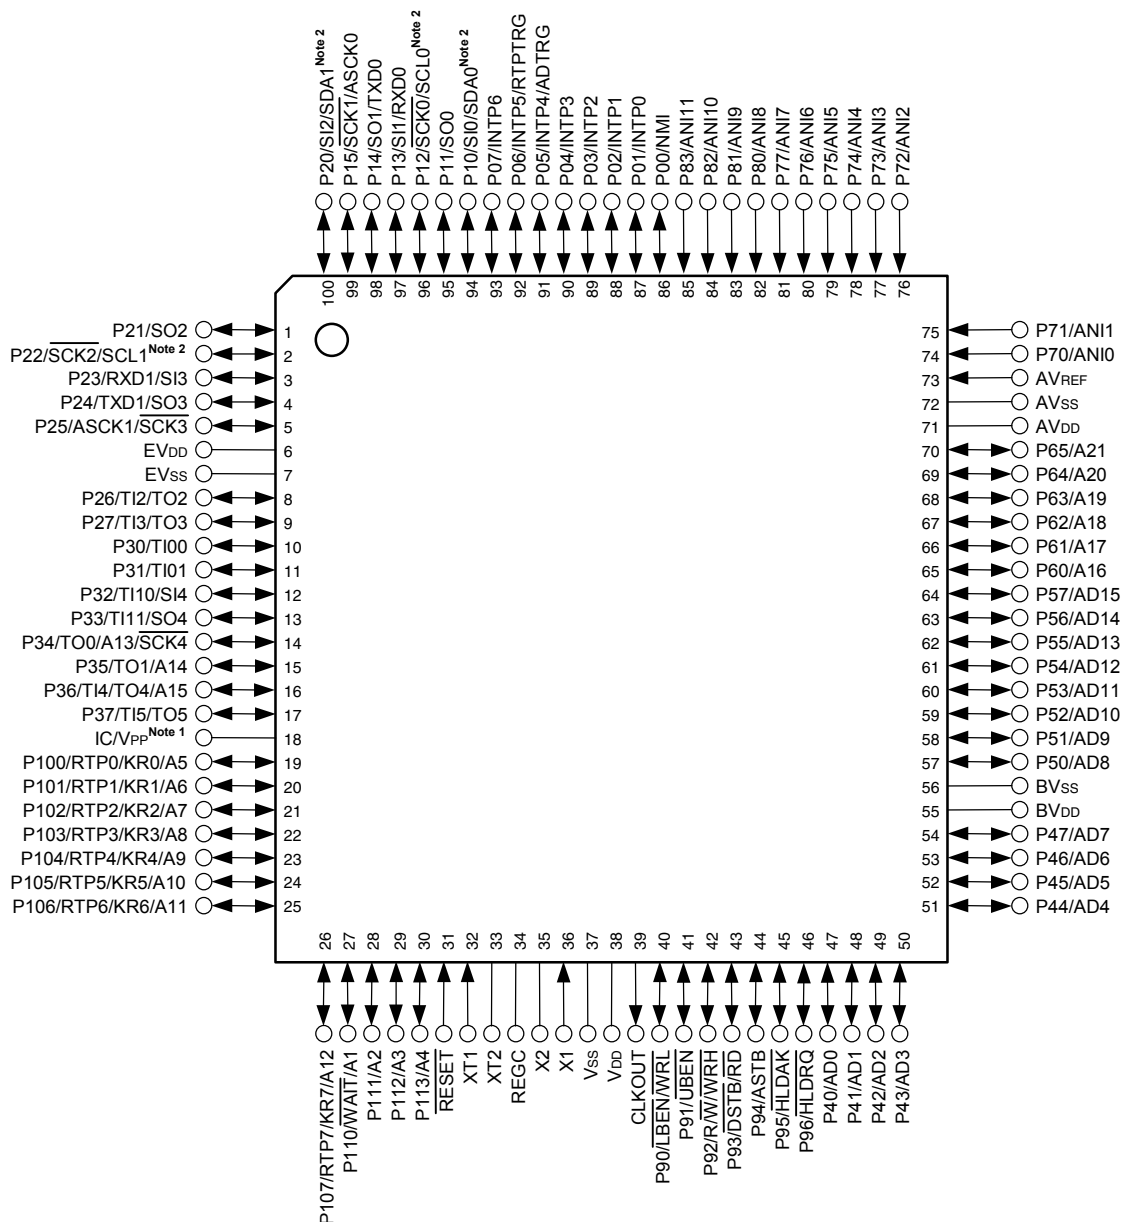 P20/SI2/SDA1Note 2
P15/SCK1/ASCK0
P14/SO1/TXD0
P13/SI1/RXD0
P12/SCK0/SCL0Note 2
P11/SO0
P10/SI0/SDA0Note 2
P07/INTP6
P06/INTP5/RTPTRG
P05/INTP4/ADTRG
P04/INTP3
P03/INTP2
P02/INTP1
P01/INTP0
P00/NMI
P83/ANI11
P82/ANI10
P81/ANI9
P80/ANI8
P77/ANI7
P76/ANI6
P75/ANI5
P74/ANI4
P73/ANI3
P72/ANI2
100 99 98 97 96 95 94 93 92 91 90 89 88 87 86 85 84 83 82 81 80 79 78 77 76
P21/SO2 1
P22/SCK2/SCL1Note 2 2
P23/RXD1/SI3 3
P24/TXD1/SO3 4
P25/ASCK1/SCK3 5
EVDD 6
EVSS 7
P26/TI2/TO2 8
P27/TI3/TO3 9
P30/TI00 10
P31/TI01 11
P32/TI10/SI4 12
P33/TI11/SO4 13
P34/TO0/A13/SCK4 14
P35/TO1/A14 15
P36/TI4/TO4/A15 16
P37/TI5/TO5 17
IC/VPPNote 1 18
P100/RTP0/KR0/A5 19
P101/RTP1/KR1/A6 20
P102/RTP2/KR2/A7 21
P103/RTP3/KR3/A8 22
P104/RTP4/KR4/A9 23
P105/RTP5/KR5/A10 24
P106/RTP6/KR6/A11 25
75 P71/ANI1
74 P70/ANI0
73 AVREF
72 AVSS
71 AVDD
70 P65/A21
69 P64/A20
68 P63/A19
67 P62/A18
66 P61/A17
65 P60/A16
64 P57/AD15
63 P56/AD14
62 P55/AD13
61 P54/AD12
60 P53/AD11
59 P52/AD10
58 P51/AD9
57 P50/AD8
56 BVSS
55 BVDD
54 P47/AD7
53 P46/AD6
52 P45/AD5
51 P44/AD4
26 27 28 29 30 31 32 33 34 35 36 37 38 39 40 41 42 43 44 45 46 47 48 49 50
P107/RTP7/KR7/A12
P110/WAIT/A1
P111/A2
P112/A3
P113/A4
RESET
XT1
XT2
REGC
X2
X1
VSS
VDD
CLKOUT
P90/LBEN/WRL
P91/UBEN
P92/R/W/WRH
P93/DSTB/RD
P94/ASTB
P95/HLDAK
P96/HLDRQ
P40/AD0
P41/AD1
P42/AD2
P43/AD3